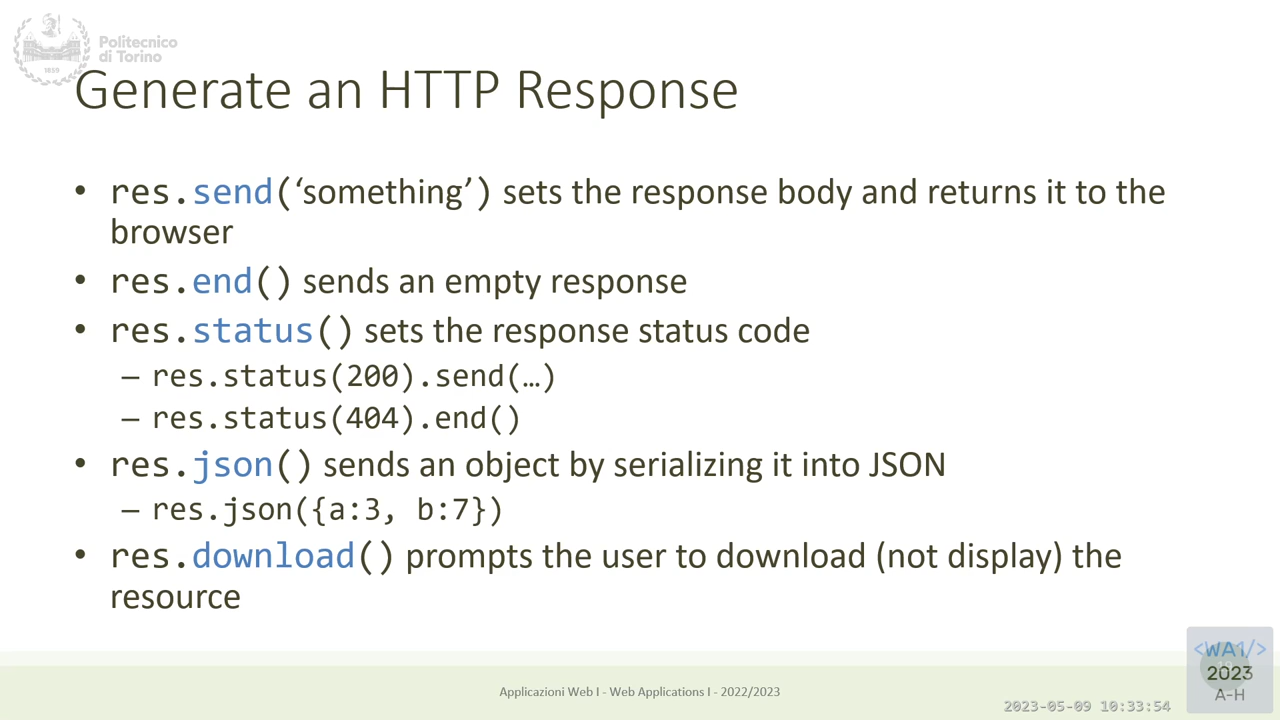 Politecnico
di Torino
1859
Generate an HTTP Response
• res.send(‘something’) sets the response body and returns it to the
browser
• res.end() sends an empty response
• res.status() sets the response status code
– res.status(200).send(…)
– res.status(404).end()
• res.json() sends an object by serializing it into JSON
– res.json({a:3, b:7})
• res.download() prompts the user to download (not display) the
resource
Applicazioni Web I - Web Applications I - 2022/2023
<WA1/>
2023
A-H
2023-05-09 10:33:54